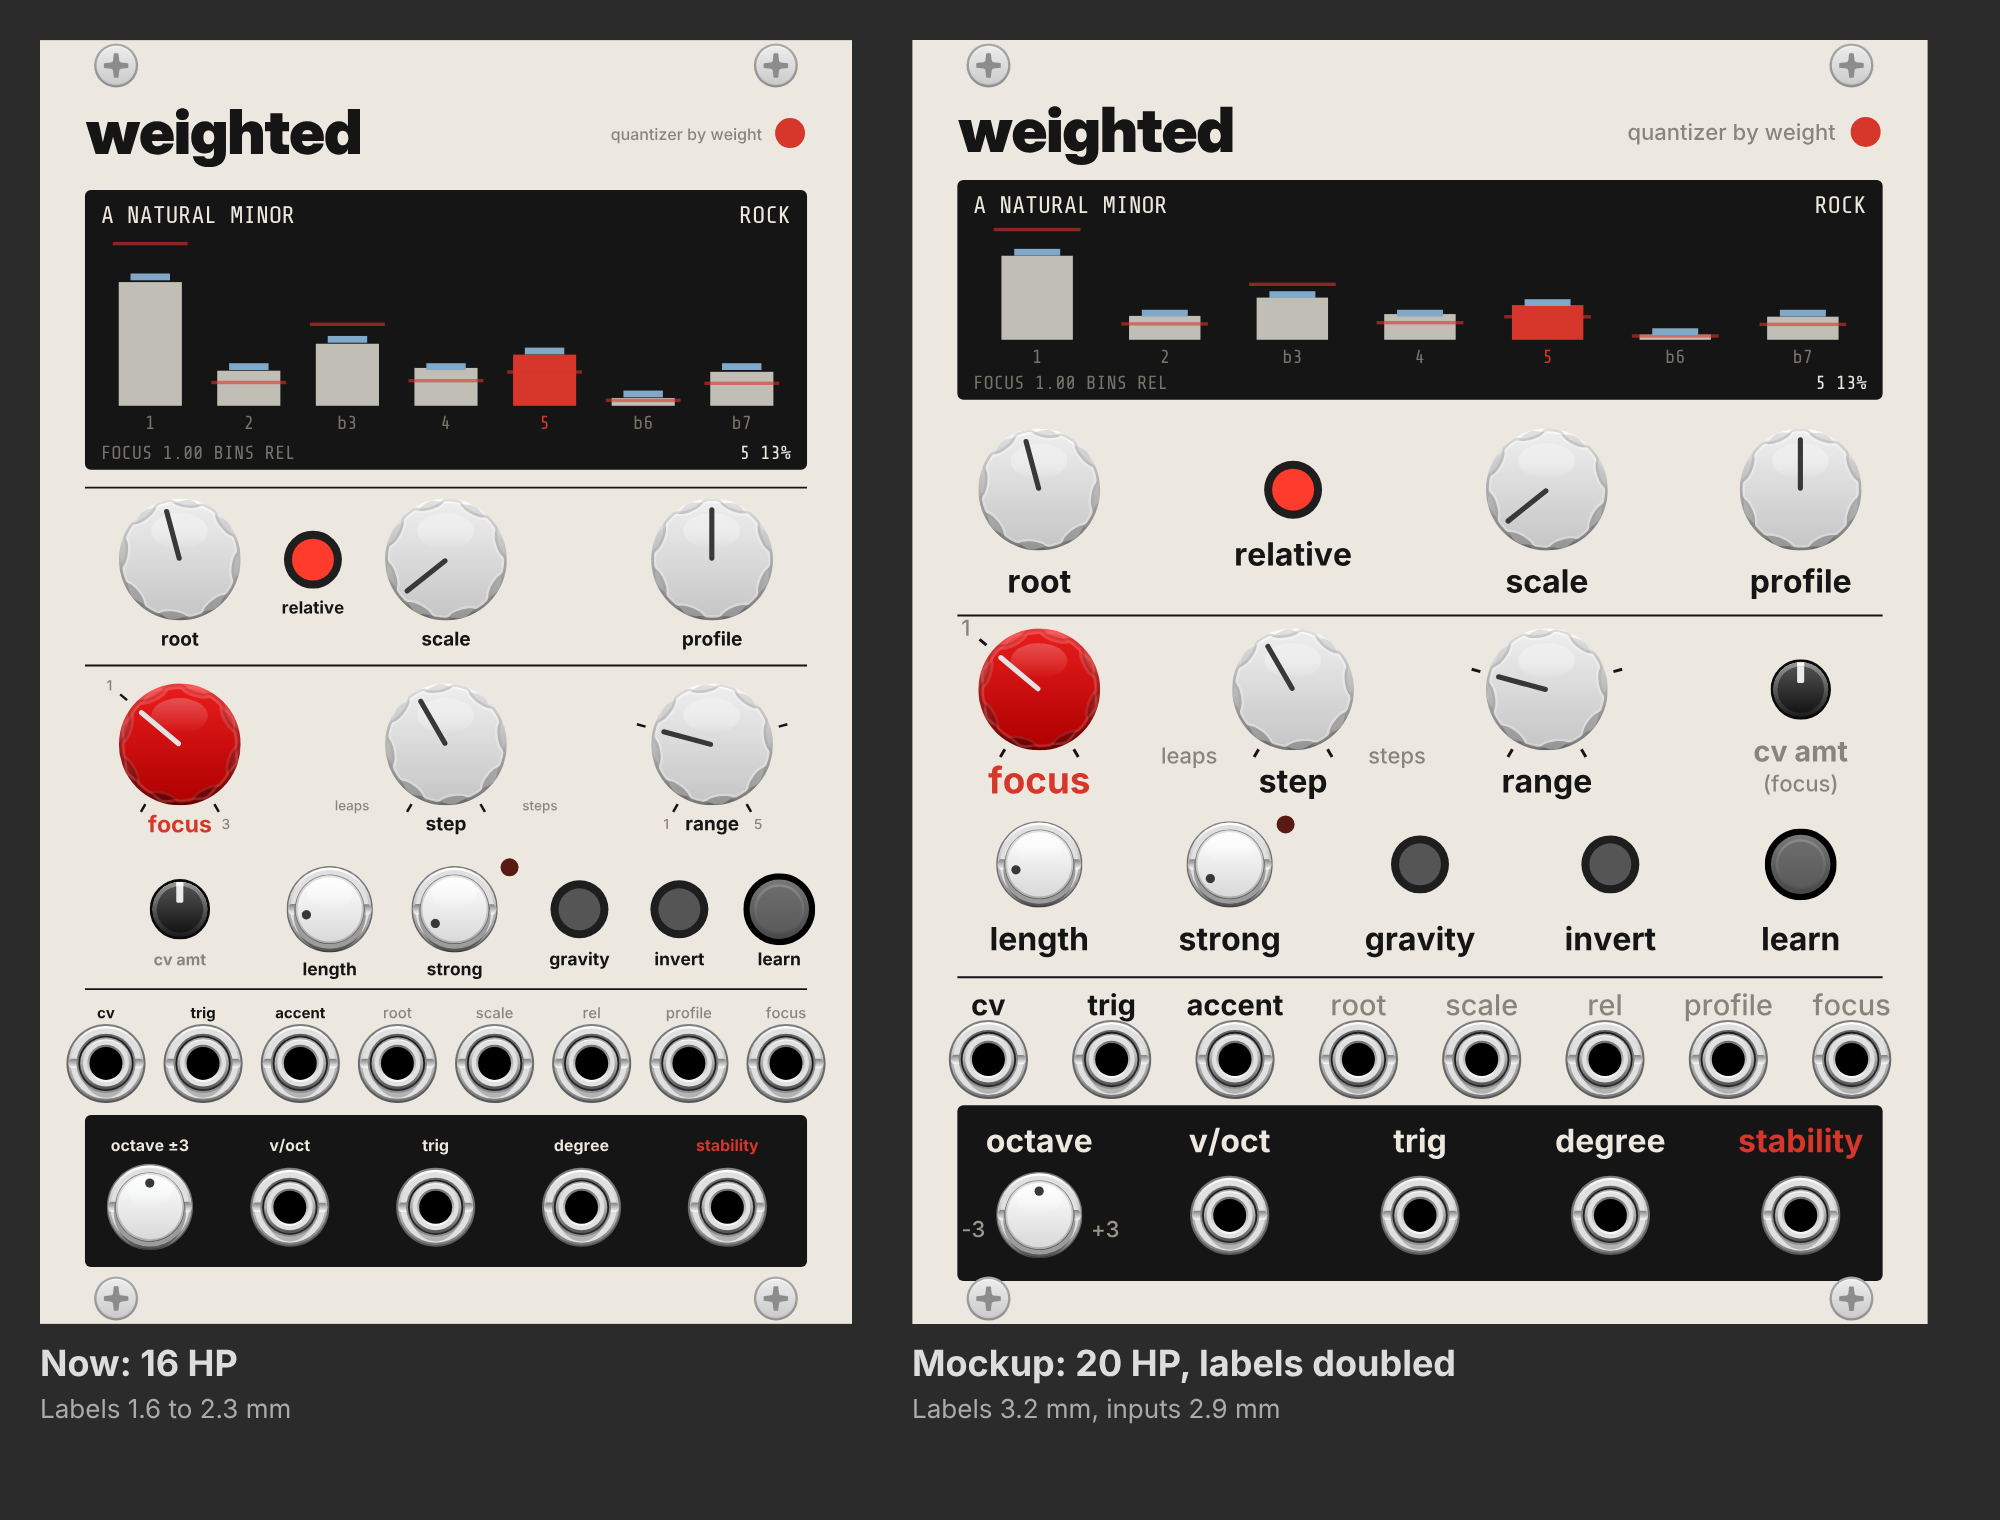 weighted
quantizer by weight
A NATURAL MINOR ROCK
1 2 b3 4 5 b6 b7
FOCUS 1.00 BINS REL 5 13%
relative
root scale profile
1
leaps steps
focus 3 step 1 range 5
cv amt length strong gravity invert learn
cv trig accent root scale rel profile focus
octave ±3 v/oct trig degree stability
Now: 16 HP
Labels 1.6 to 2.3 mm
weighted
quantizer by weight
A NATURAL MINOR ROCK
1 2 b3 4 5 b6 b7
FOCUS 1.00 BINS REL 5 13%
relative
root scale profile
1
leaps steps
focus step range cv amt
(focus)
length strong gravity invert learn
cv trig accent root scale rel profile focus
octave v/oct trig degree stability
-3 +3
Mockup: 20 HP, labels doubled
Labels 3.2 mm, inputs 2.9 mm